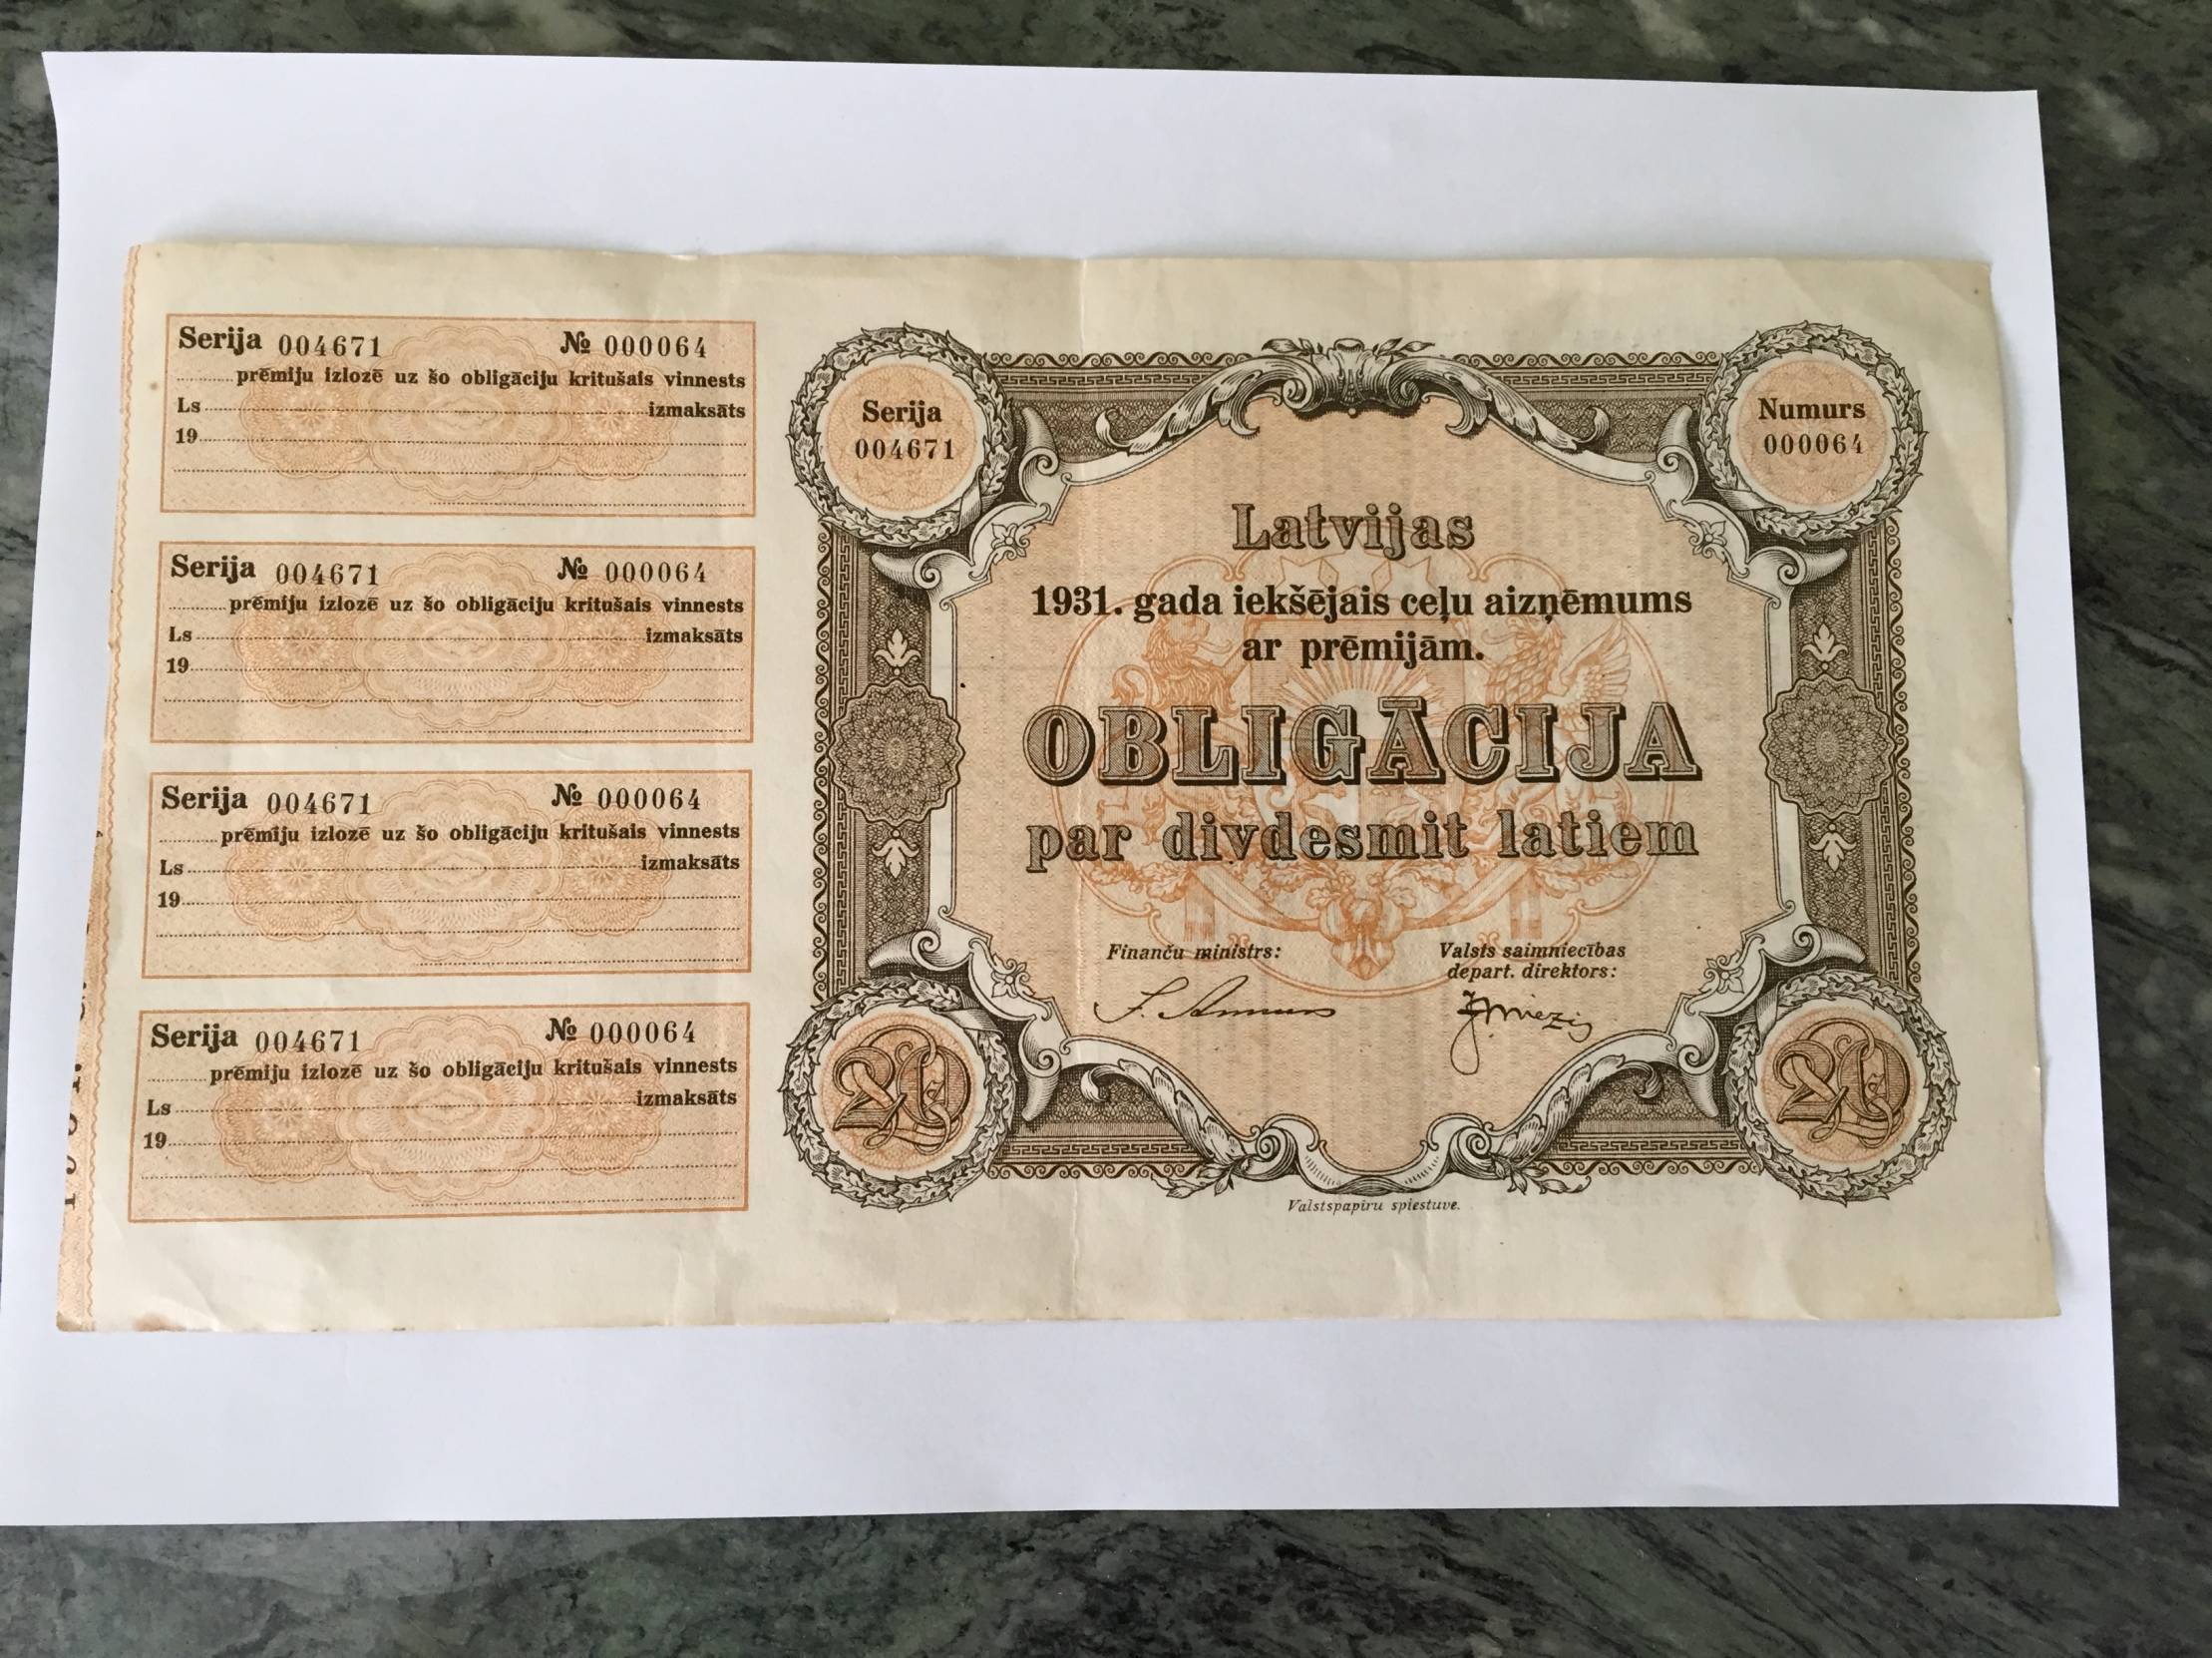 Serija 004671 № 000064
............prēmiju izlozē uz šo obligāciju kritušais vinnests
Ls............izmaksāts
19............
Serija 004671 № 000064
............prēmiju izlozē uz šo obligāciju kritušais vinnests
Ls............izmaksāts
19............
Serija 004671 № 000064
............prēmiju izlozē uz šo obligāciju kritušais vinnests
Ls............izmaksāts
19............
Serija 004671 № 000064
............prēmiju izlozē uz šo obligāciju kritušais vinnests
Ls............izmaksāts
19............
Serija
004671
Numurs
000064
Latvijas
1931. gada iekšējais ceļu aizņēmums
ar prēmijām.
OBLIGĀCIJA
par divdesmit latiem
Finanču ministrs:
Valsts saimniecības
depart. direktors:
20
20
Valstspapiru spiestuve.